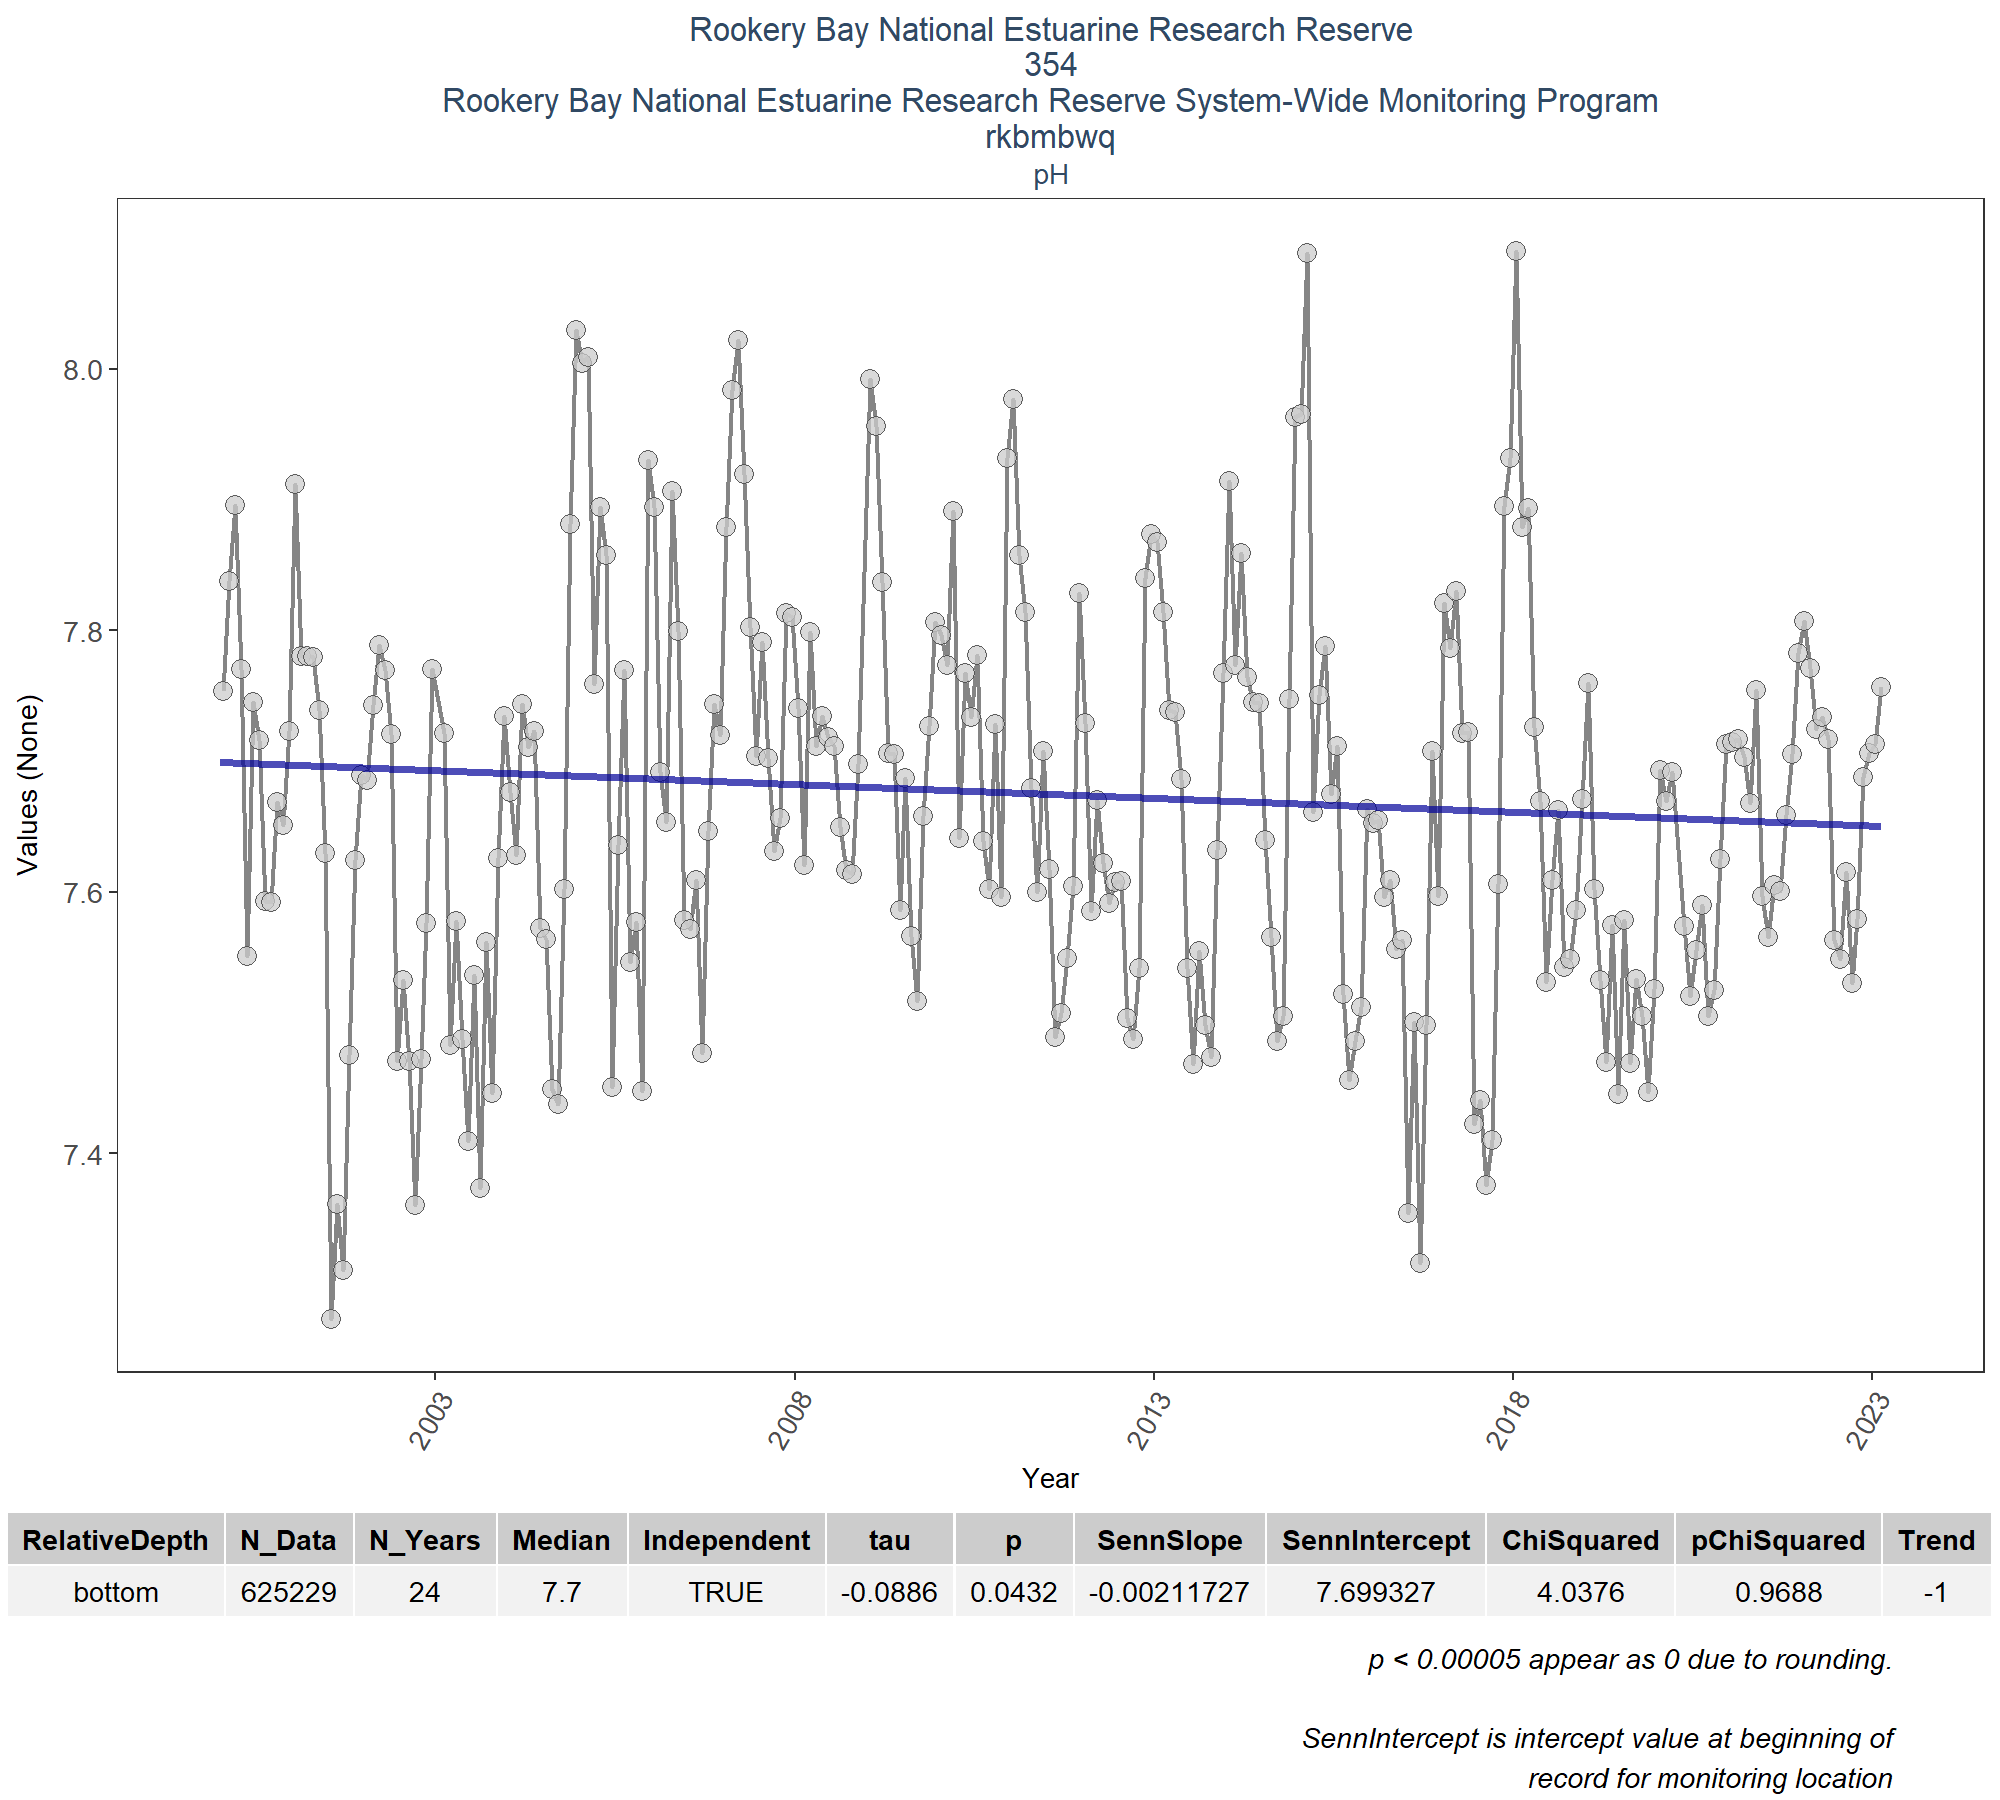 Rookery Bay National Estuarine Research Reserve
354
Rookery Bay National Estuarine Research Reserve System-Wide Monitoring Program
rkbmbwq
pH
Values (None)
8.0
7.8
7.6
7.4
2003
2008
2013
2018
2023
Year
RelativeDepth N_Data N_Years Median Independent tau p SennSlope SennIntercept ChiSquared pChiSquared Trend
bottom 625229 24 7.7 TRUE -0.0886 0.0432 -0.00211727 7.699327 4.0376 0.9688 -1
p < 0.00005 appear as 0 due to rounding.
SennIntercept is intercept value at beginning of
record for monitoring location